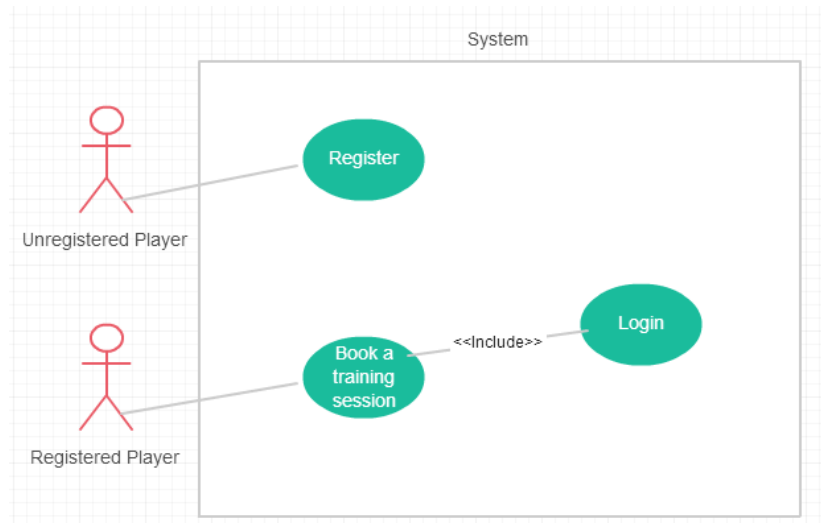 System
Register
Unregistered Player
Login
<<Include>>
Book a
training
session
Registered Player